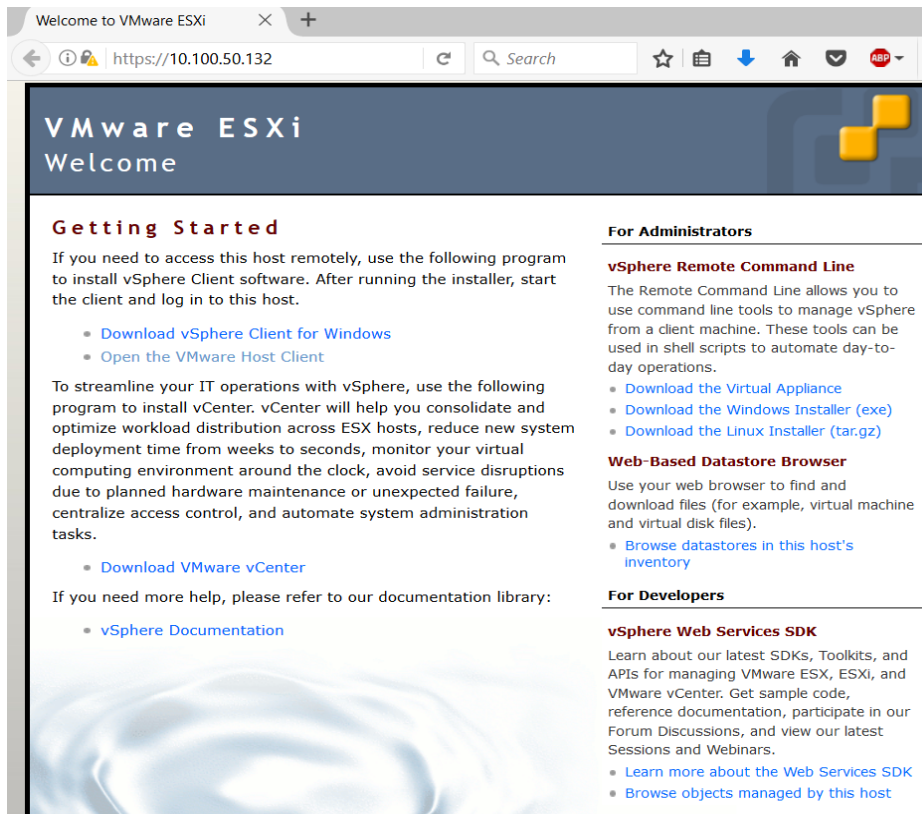 Welcome to VMware ESXi
https://10.100.50.132
Search
ABP
VMware ESXi
Welcome
Getting Started
If you need to access this host remotely, use the following program
to install vSphere Client software. After running the installer, start
the client and log in to this host.
Download vSphere Client for Windows
Open the VMware Host Client
To streamline your IT operations with vSphere, use the following
program to install vCenter. vCenter will help you consolidate and
optimize workload distribution across ESX hosts, reduce new system
deployment time from weeks to seconds, monitor your virtual
computing environment around the clock, avoid service disruptions
due to planned hardware maintenance or unexpected failure,
centralize access control, and automate system administration
tasks.
Download VMware vCenter
If you need more help, please refer to our documentation library:
vSphere Documentation
For Administrators
vSphere Remote Command Line
The Remote Command Line allows you to
use command line tools to manage vSphere
from a client machine. These tools can be
used in shell scripts to automate day-to-
day operations.
Download the Virtual Appliance
Download the Windows Installer (exe)
Download the Linux Installer (tar.gz)
Web-Based Datastore Browser
Use your web browser to find and
download files (for example, virtual machine
and virtual disk files).
Browse datastores in this host's
inventory
For Developers
vSphere Web Services SDK
Learn about our latest SDKs, Toolkits, and
APIs for managing VMware ESX, ESXi, and
VMware vCenter. Get sample code,
reference documentation, participate in our
Forum Discussions, and view our latest
Sessions and Webinars.
Learn more about the Web Services SDK
Browse objects managed by this host